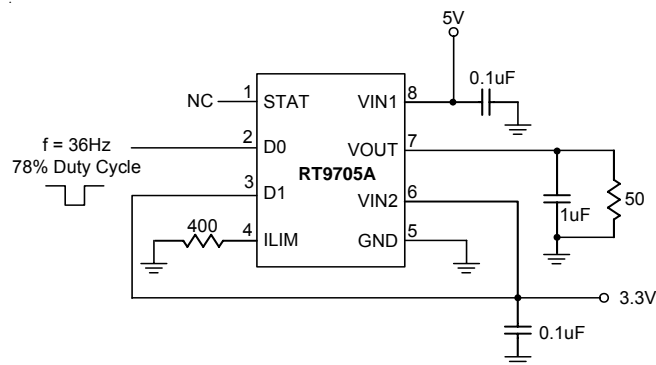 5V
0.1uF
NC
1
STAT
VIN1
8
f = 36Hz
78% Duty Cycle
2
D0
VOUT
7
RT9705A
3
D1
VIN2
6
1uF
50
400
4
ILIM
GND
5
3.3V
0.1uF